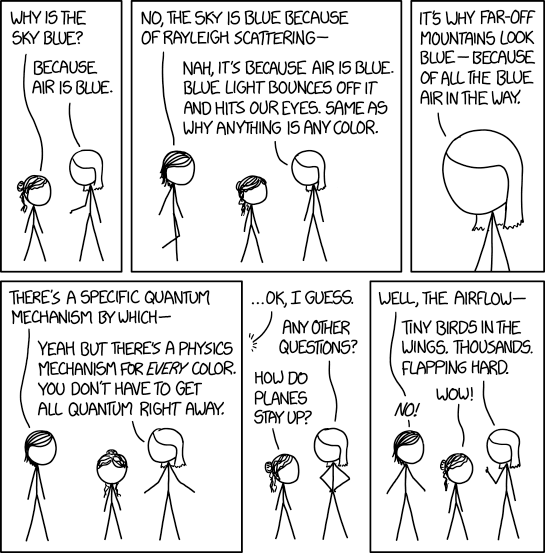 WHY IS THE
SKY BLUE?
BECAUSE
AIR IS BLUE.
NO, THE SKY IS BLUE BECAUSE
OF RAYLEIGH SCATTERING—
NAH, IT'S BECAUSE AIR IS BLUE.
BLUE LIGHT BOUNCES OFF IT
AND HITS OUR EYES. SAME AS
WHY ANYTHING IS ANY COLOR.
IT'S WHY FAR-OFF
MOUNTAINS LOOK
BLUE—BECAUSE
OF ALL THE BLUE
AIR IN THE WAY.
THERE'S A SPECIFIC QUANTUM
MECHANISM BY WHICH—
YEAH BUT THERE'S A PHYSICS
MECHANISM FOR EVERY COLOR.
YOU DON'T HAVE TO GET
ALL QUANTUM RIGHT AWAY.
...OK, I GUESS.
ANY OTHER
QUESTIONS?
HOW DO
PLANES
STAY UP?
WELL, THE AIRFLOW—
TINY BIRDS IN THE
WINGS. THOUSANDS.
FLAPPING HARD.
WOW!
NO!